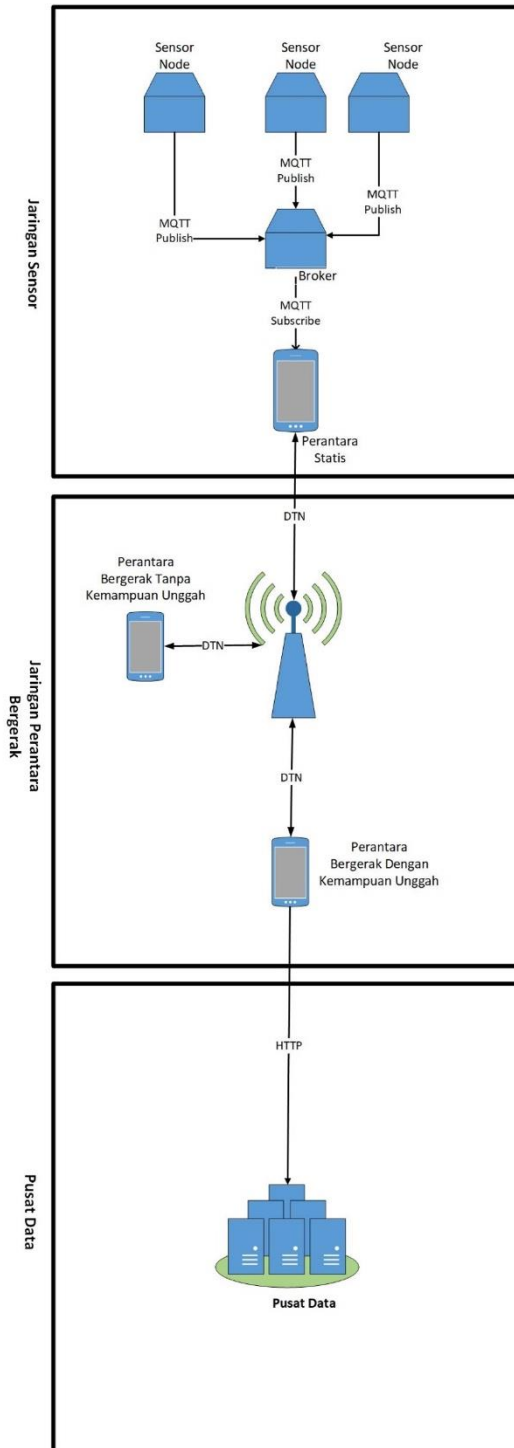 Jaringan Sensor
Sensor
Node
Sensor
Node
Sensor
Node
MQTT
Publish
MQTT
Publish
MQTT
Publish
Broker
MQTT
Subscribe
Perantara
Statis
Jaringan Perantara
Bergerak
DTN
Perantara
Bergerak Tanpa
Kemampuan Unggah
DTN
DTN
Perantara
Bergerak Dengan
Kemampuan Unggah
Pusat Data
HTTP
Pusat Data